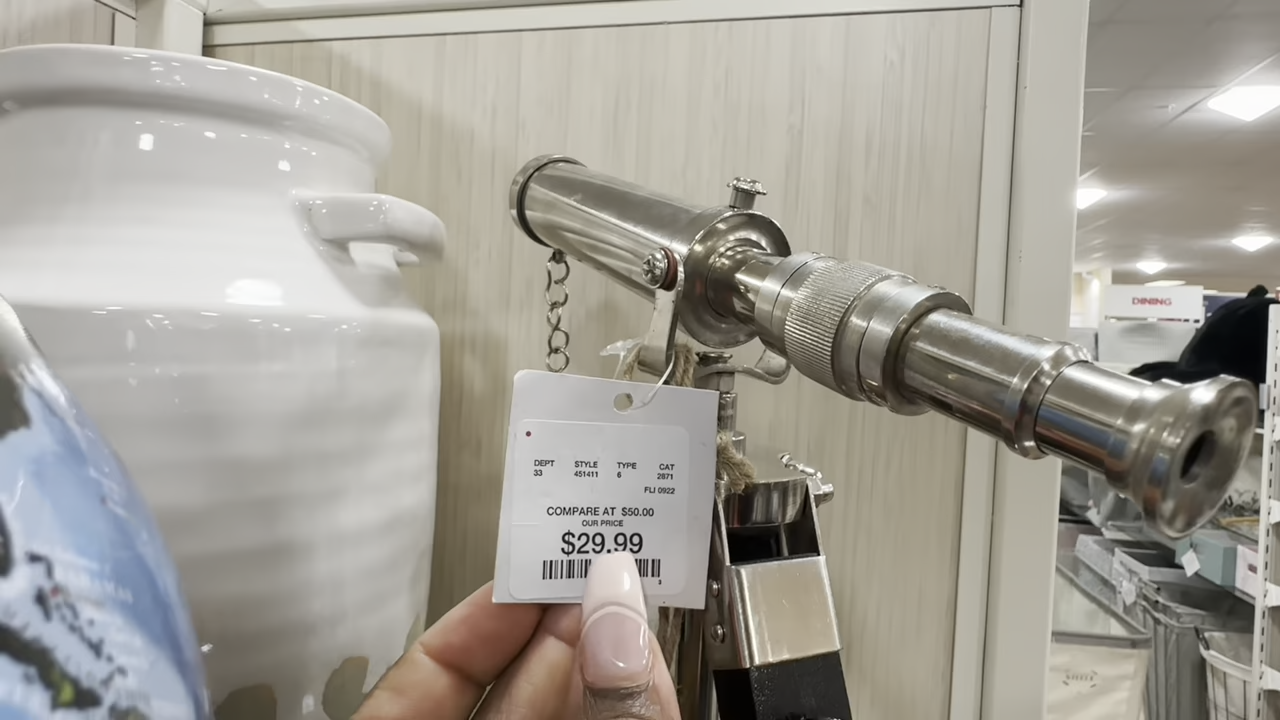 DINING
DEPT STYLE TYPE CAT
33 451411 6 2871
FLI 0922
COMPARE AT $50.00
OUR PRICE
$29.99
3